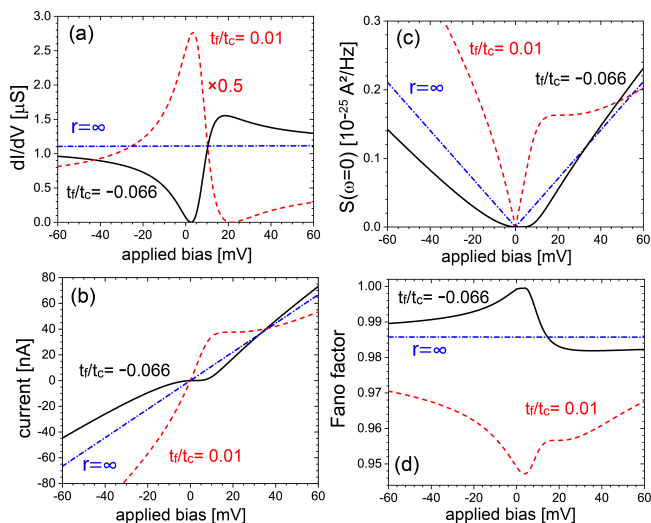 (a)
t_f/t_c= 0.01
×0.5
r=∞
t_f/t_c= −0.066
dI/dV [µS]
3.0
2.5
2.0
1.5
1.0
0.5
0.0
-60 -40 -20 0 20 40 60
applied bias [mV]
(c)
t_f/t_c= 0.01
t_f/t_c= −0.066
r=∞
S(ω=0) [10⁻²⁵ A²/Hz]
0.3
0.2
0.1
0.0
-60 -40 -20 0 20 40 60
applied bias [mV]
(b)
t_f/t_c= −0.066
r=∞
t_f/t_c= 0.01
current [nA]
80
60
40
20
0
-20
-40
-60
-80
-60 -40 -20 0 20 40 60
applied bias [mV]
t_f/t_c= −0.066
r=∞
t_f/t_c= 0.01
(d)
Fano factor
1.00
0.99
0.98
0.97
0.96
0.95
-60 -40 -20 0 20 40 60
applied bias [mV]